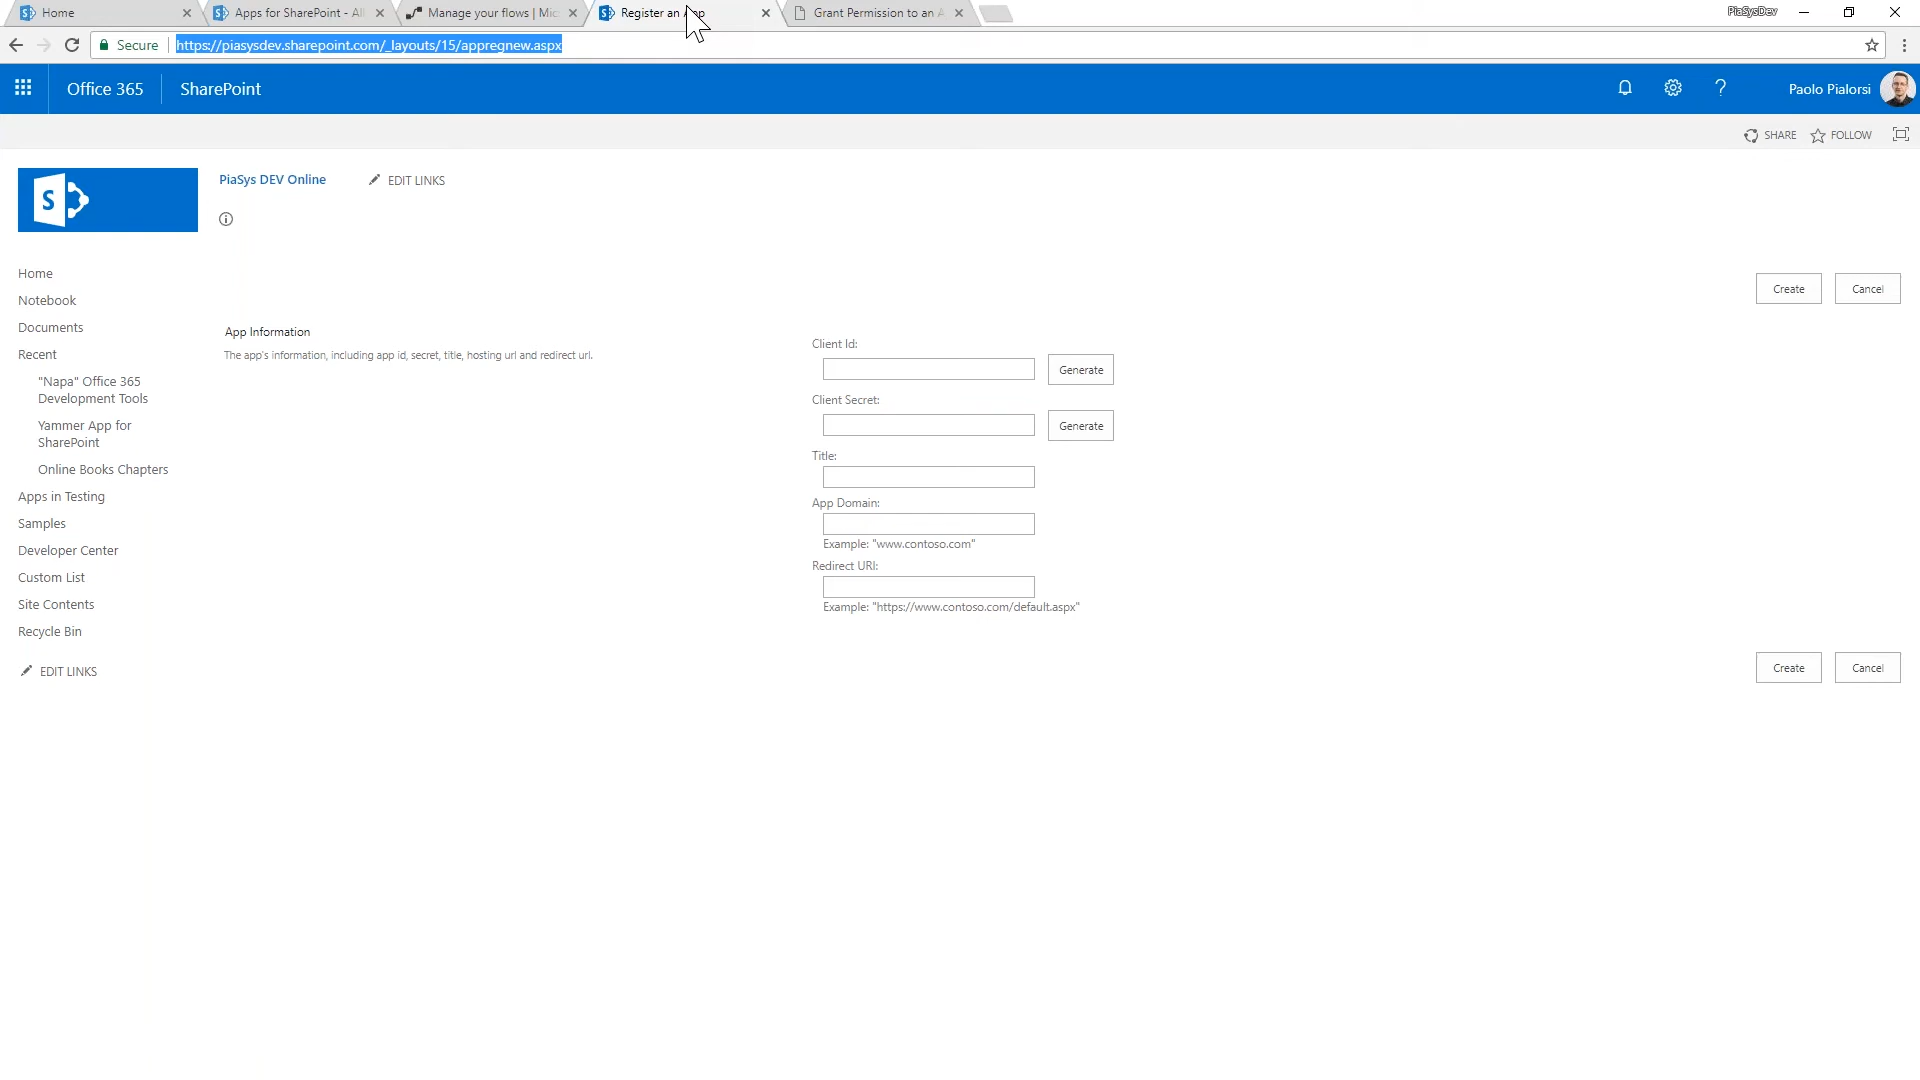 Home
Apps for SharePoint - All
Manage your flows | Mic
Register an App
Grant Permission to an A
PiaSysDev
Secure
https://piasysdev.sharepoint.com/_layouts/15/appregnew.aspx
Office 365
SharePoint
?
Paolo Pialorsi
SHARE
FOLLOW
S
PiaSys DEV Online
EDIT LINKS
Home
Notebook
Documents
Recent
"Napa" Office 365
Development Tools
Yammer App for
SharePoint
Online Books Chapters
Apps in Testing
Samples
Developer Center
Custom List
Site Contents
Recycle Bin
EDIT LINKS
Create
Cancel
App Information
The app's information, including app id, secret, title, hosting url and redirect url.
Client Id:
Generate
Client Secret:
Generate
Title:
App Domain:
Example: "www.contoso.com"
Redirect URI:
Example: "https://www.contoso.com/default.aspx"
Create
Cancel